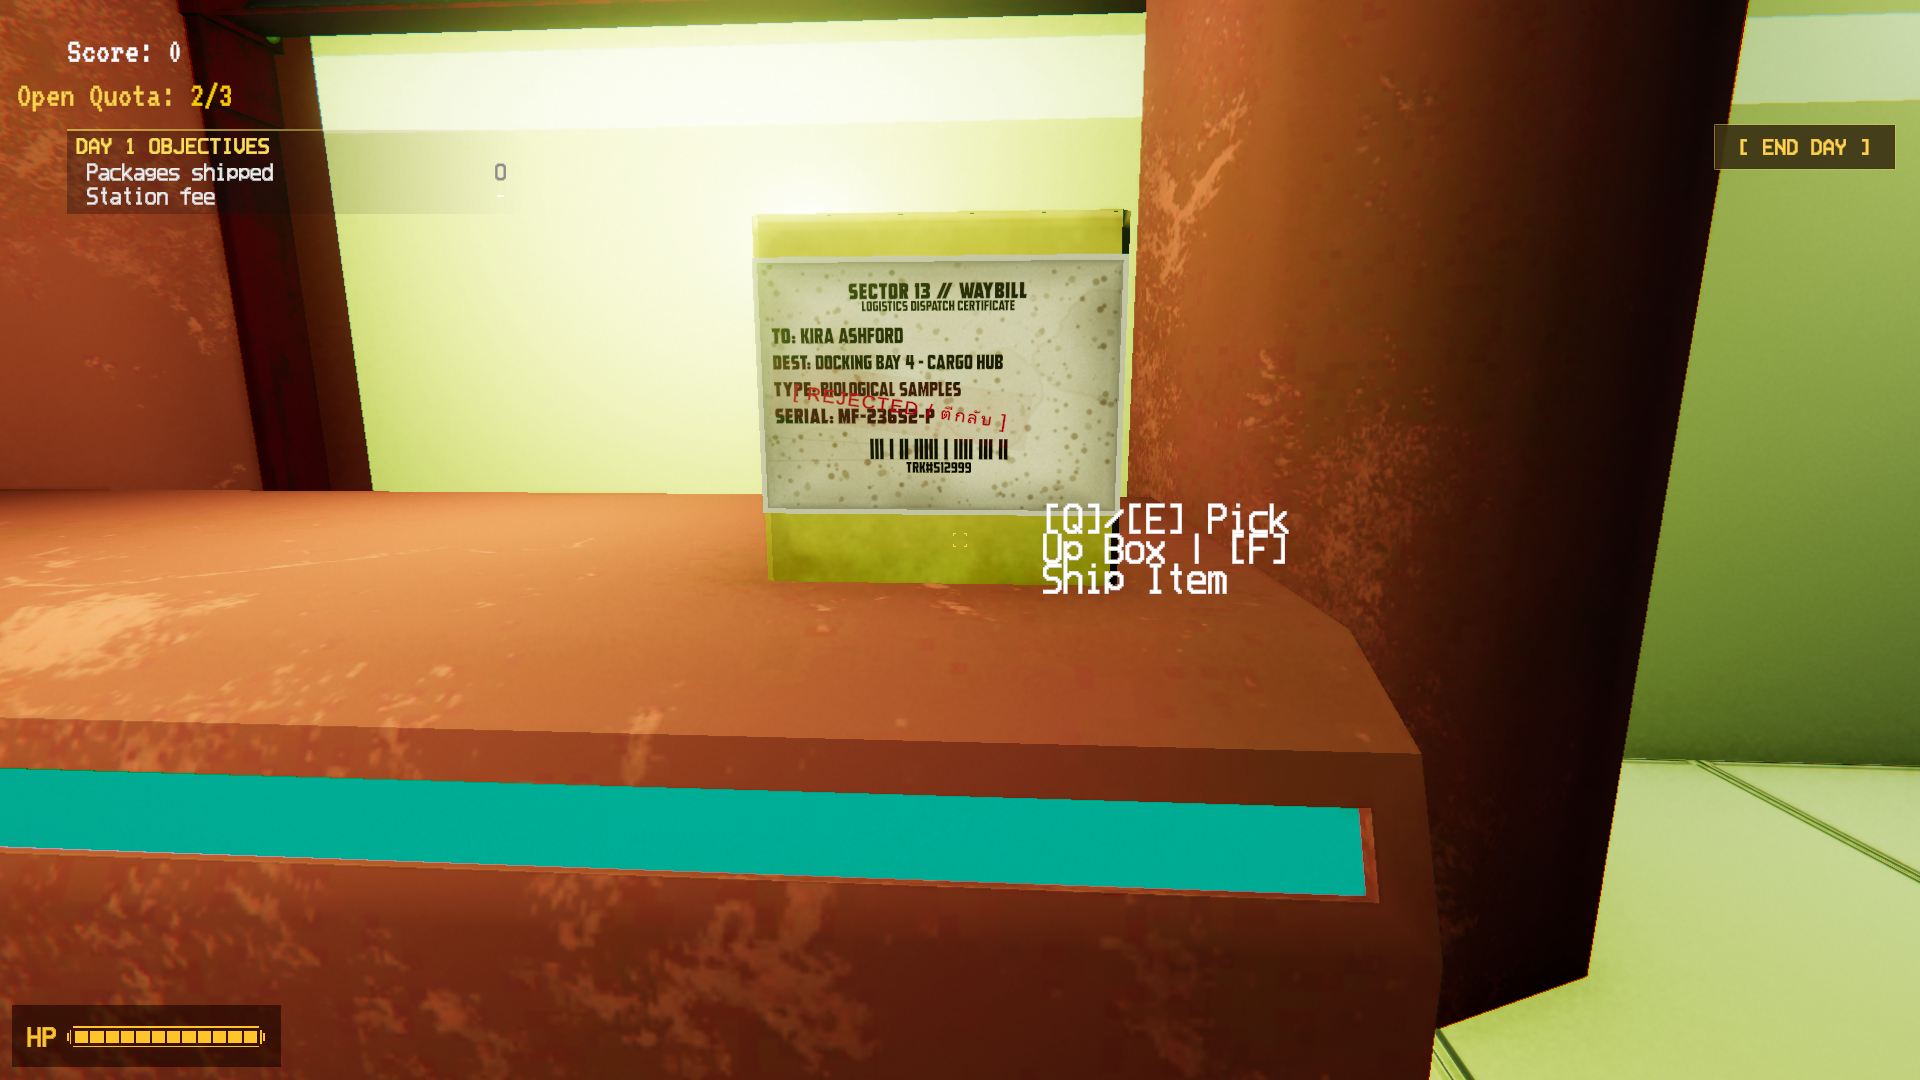 Score: 0
Open Quota: 2/3
DAY 1 OBJECTIVES
Packages shipped 0
Station fee -
[ END DAY ]
SECTOR 13 // WAYBILL
LOGISTICS DISPATCH CERTIFICATE
TO: KIRA ASHFORD
DEST: DOCKING BAY 4 - CARGO HUB
TYPE: BIOLOGICAL SAMPLES
[ REJECTED / ตีกลับ ]
SERIAL: MF-23652-P
TRK#512999
[Q]/[E] Pick
Up Box | [F]
Ship Item
HP